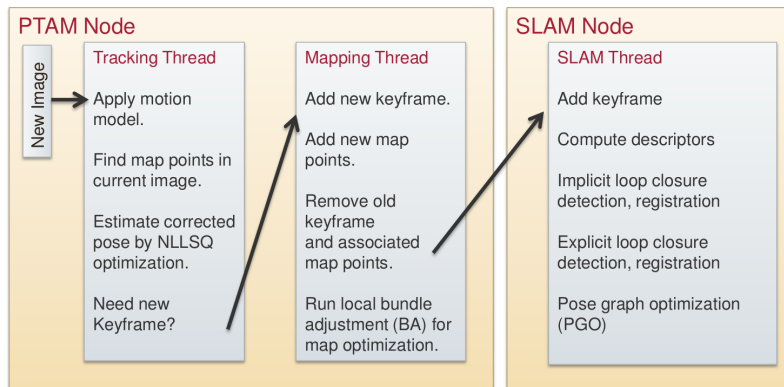 PTAM Node
New Image
Tracking Thread
Apply motion
model.
Find map points in
current image.
Estimate corrected
pose by NLLSQ
optimization.
Need new
Keyframe?
Mapping Thread
Add new keyframe.
Add new map
points.
Remove old
keyframe
and associated
map points.
Run local bundle
adjustment (BA) for
map optimization.
SLAM Node
SLAM Thread
Add keyframe
Compute descriptors
Implicit loop closure
detection, registration
Explicit loop closure
detection, registration
Pose graph optimization
(PGO)